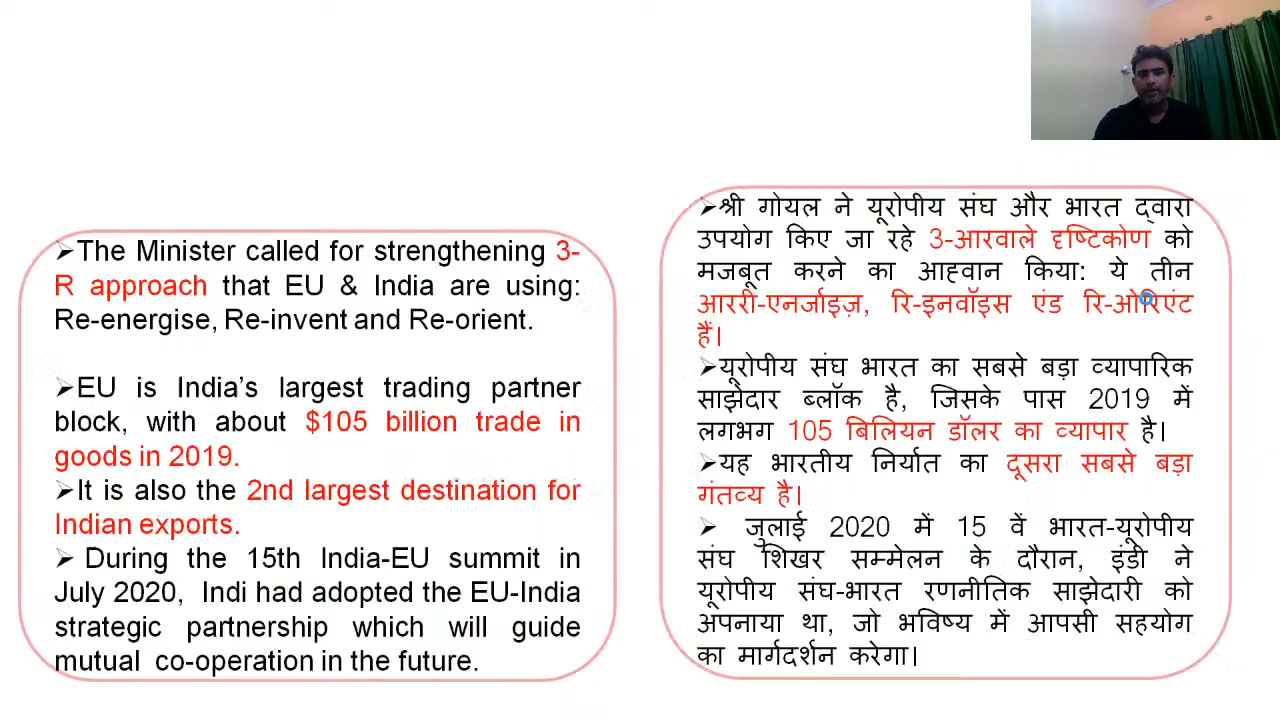 ➢The Minister called for strengthening 3-
R approach that EU & India are using:
Re-energise, Re-invent and Re-orient.
➢EU is India’s largest trading partner
block, with about $105 billion trade in
goods in 2019.
➢It is also the 2nd largest destination for
Indian exports.
➢ During the 15th India-EU summit in
July 2020, Indi had adopted the EU-India
strategic partnership which will guide
mutual co-operation in the future.
➢श्री गोयल ने यूरोपीय संघ और भारत द्वारा
उपयोग किए जा रहे 3-आरवाले दृष्टिकोण को
मजबूत करने का आह्वान किया: ये तीन
आररी-एनर्जाइज़, रि-इनवॉइस एंड रि-ओरिएंट
हैं।
➢यूरोपीय संघ भारत का सबसे बड़ा व्यापारिक
साझेदार ब्लॉक है, जिसके पास 2019 में
लगभग 105 बिलियन डॉलर का व्यापार है।
➢यह भारतीय निर्यात का दूसरा सबसे बड़ा
गंतव्य है।
➢ जुलाई 2020 में 15 वें भारत-यूरोपीय
संघ शिखर सम्मेलन के दौरान, इंडी ने
यूरोपीय संघ-भारत रणनीतिक साझेदारी को
अपनाया था, जो भविष्य में आपसी सहयोग
का मार्गदर्शन करेगा।